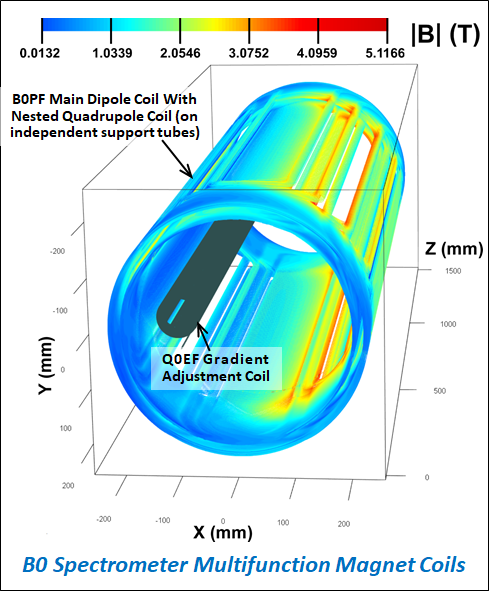 |B| (T)
0.0132 1.0339 2.0546 3.0752 4.0959 5.1166
B0PF Main Dipole Coil With
Nested Quadrupole Coil (on
independent support tubes)
Z (mm)
1500
1000
500
0
-200
-100
0
100
200
Y (mm)
Q0EF Gradient
Adjustment Coil
-200 -100 0 100 200
X (mm)
B0 Spectrometer Multifunction Magnet Coils